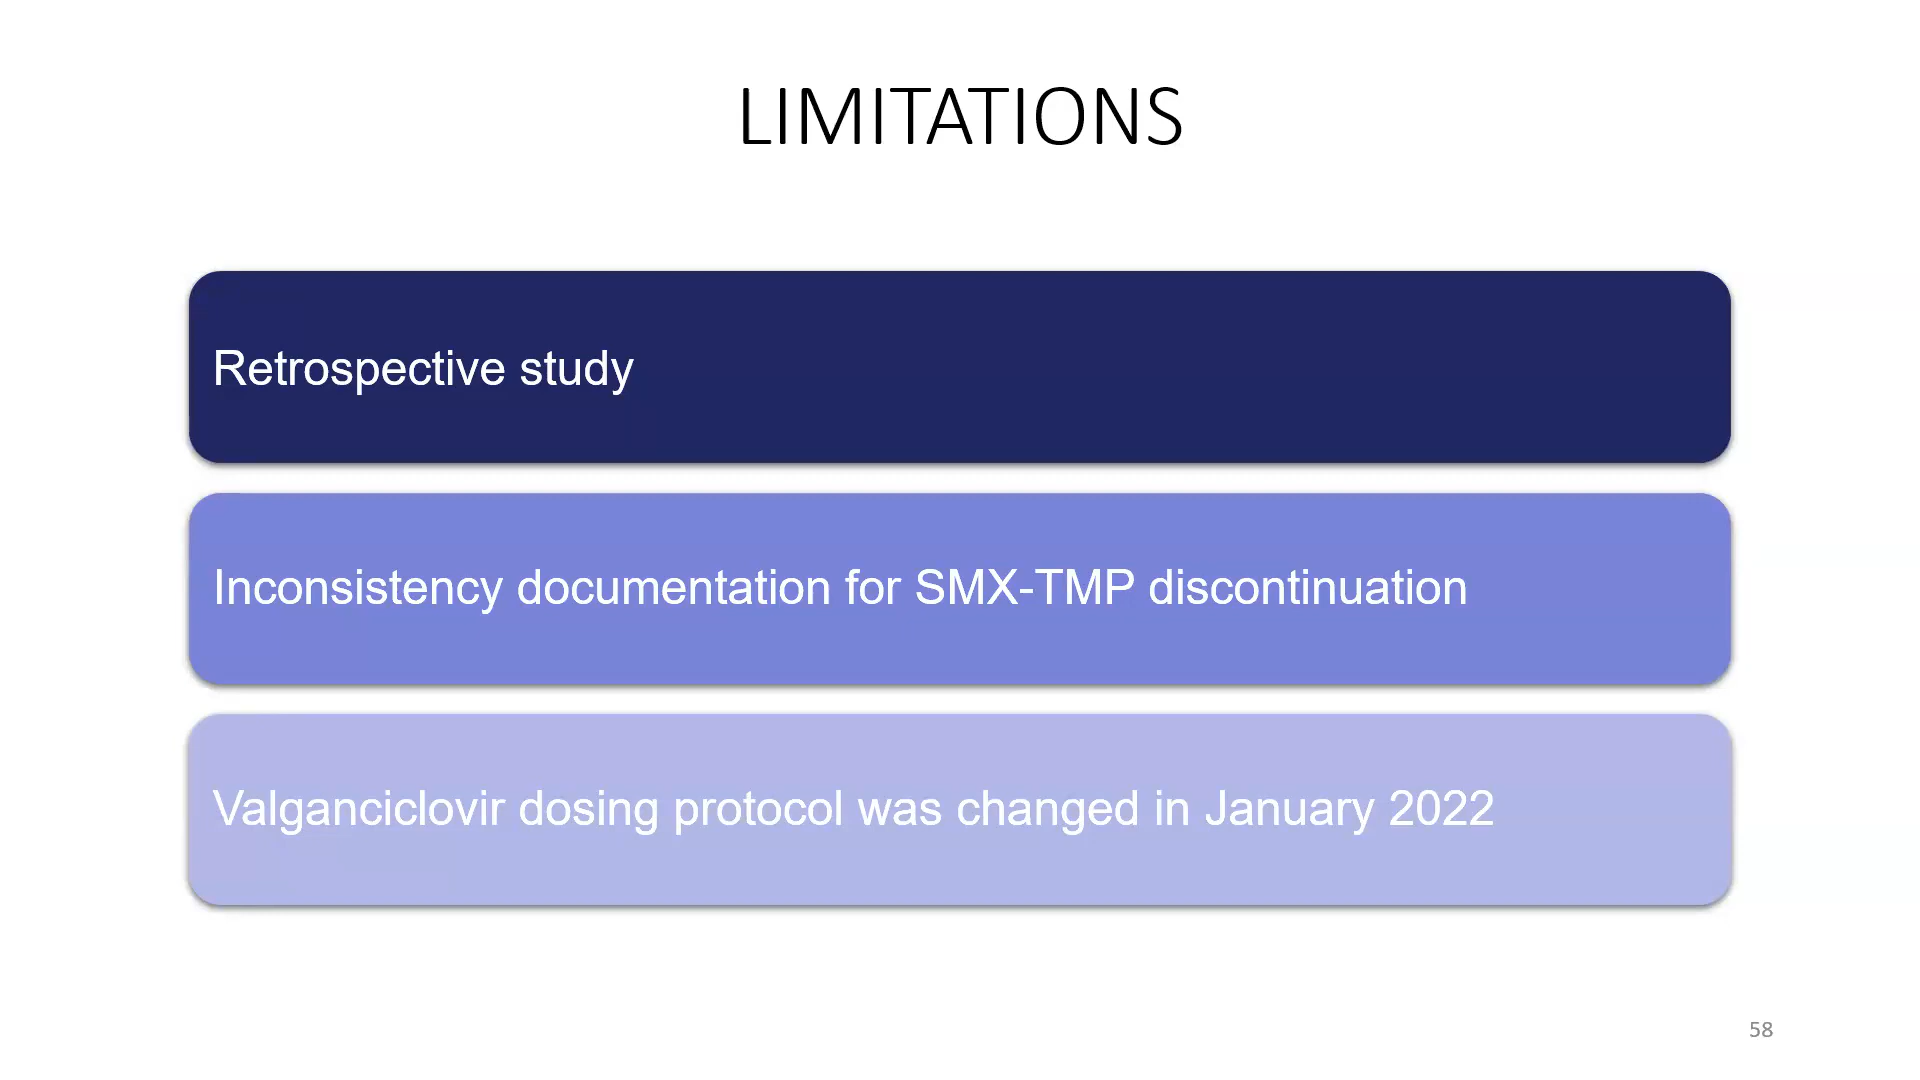 LIMITATIONS
Retrospective study
Inconsistency documentation for SMX-TMP discontinuation
Valganciclovir dosing protocol was changed in January 2022
58